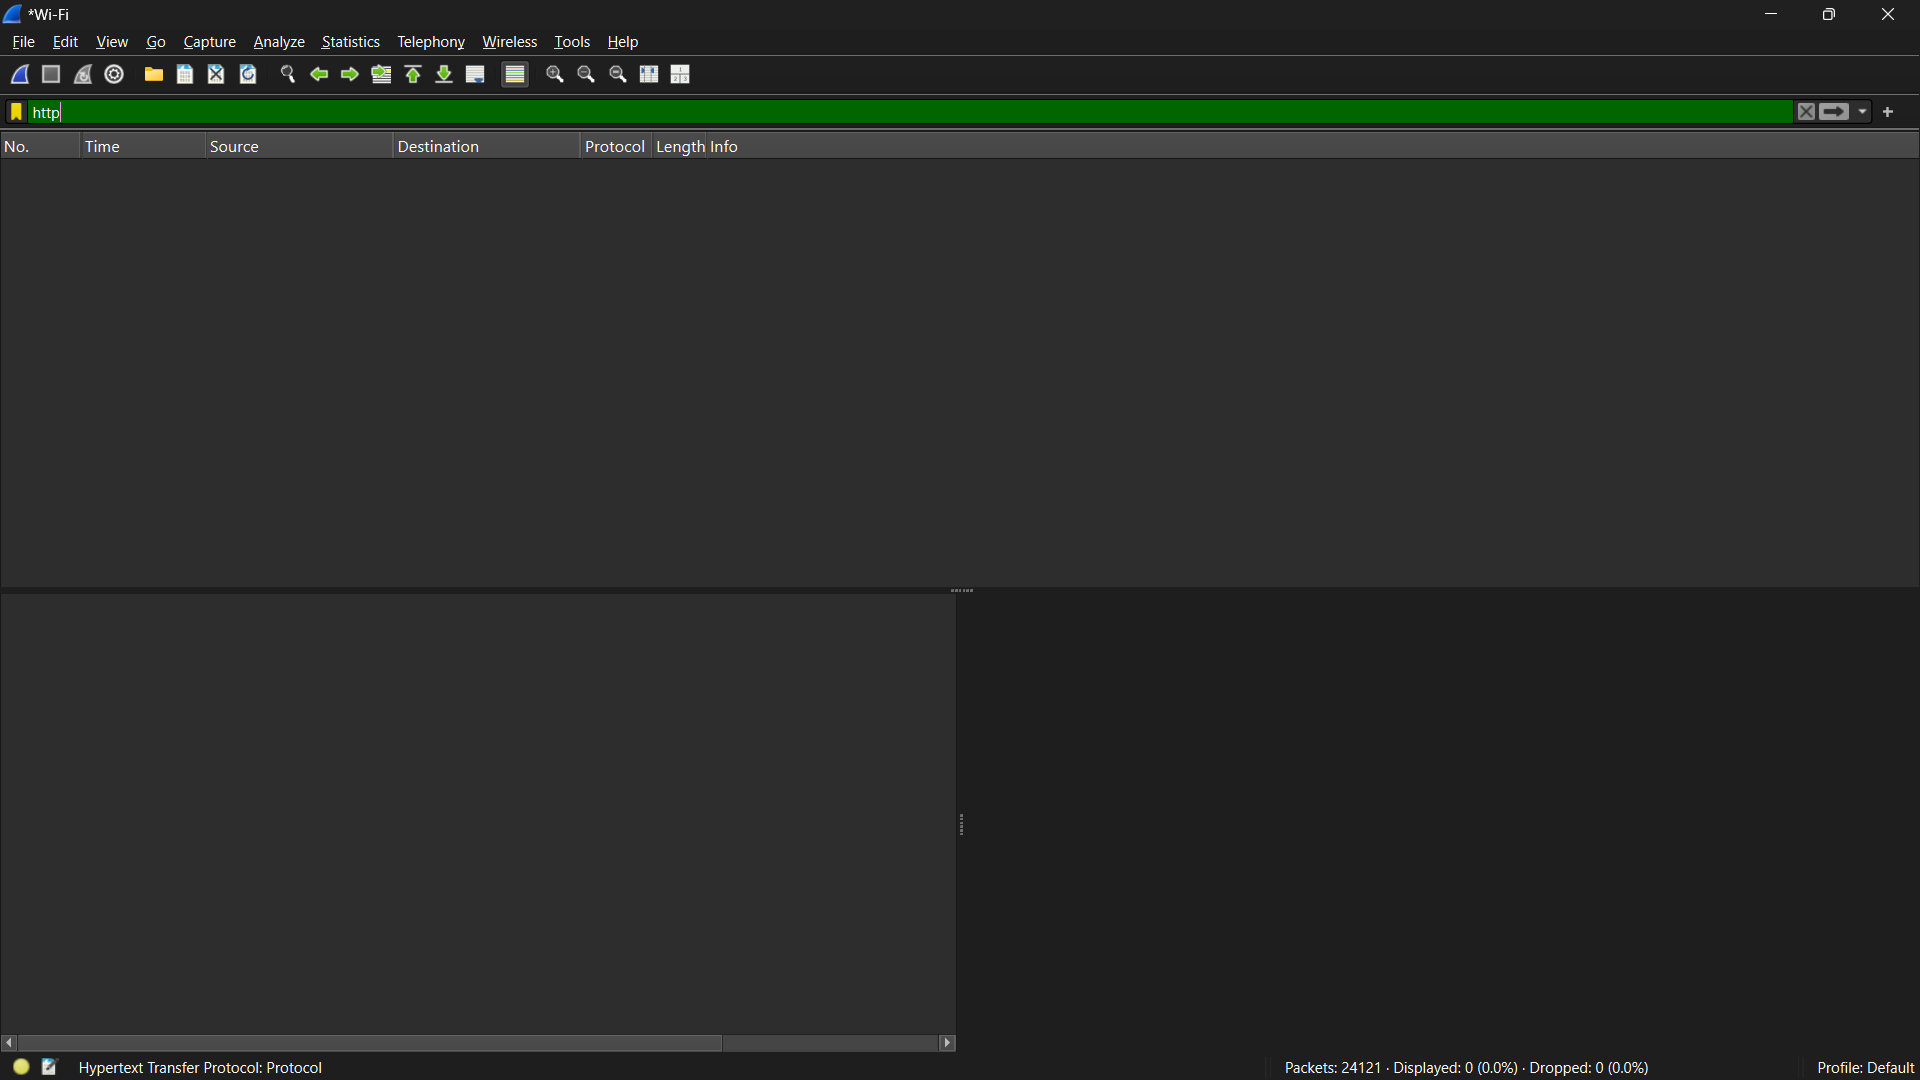 *Wi-Fi
File Edit View Go Capture Analyze Statistics Telephony Wireless Tools Help
http
No. Time Source Destination Protocol Length Info
Hypertext Transfer Protocol: Protocol
Packets: 24121 · Displayed: 0 (0.0%) · Dropped: 0 (0.0%)
Profile: Default